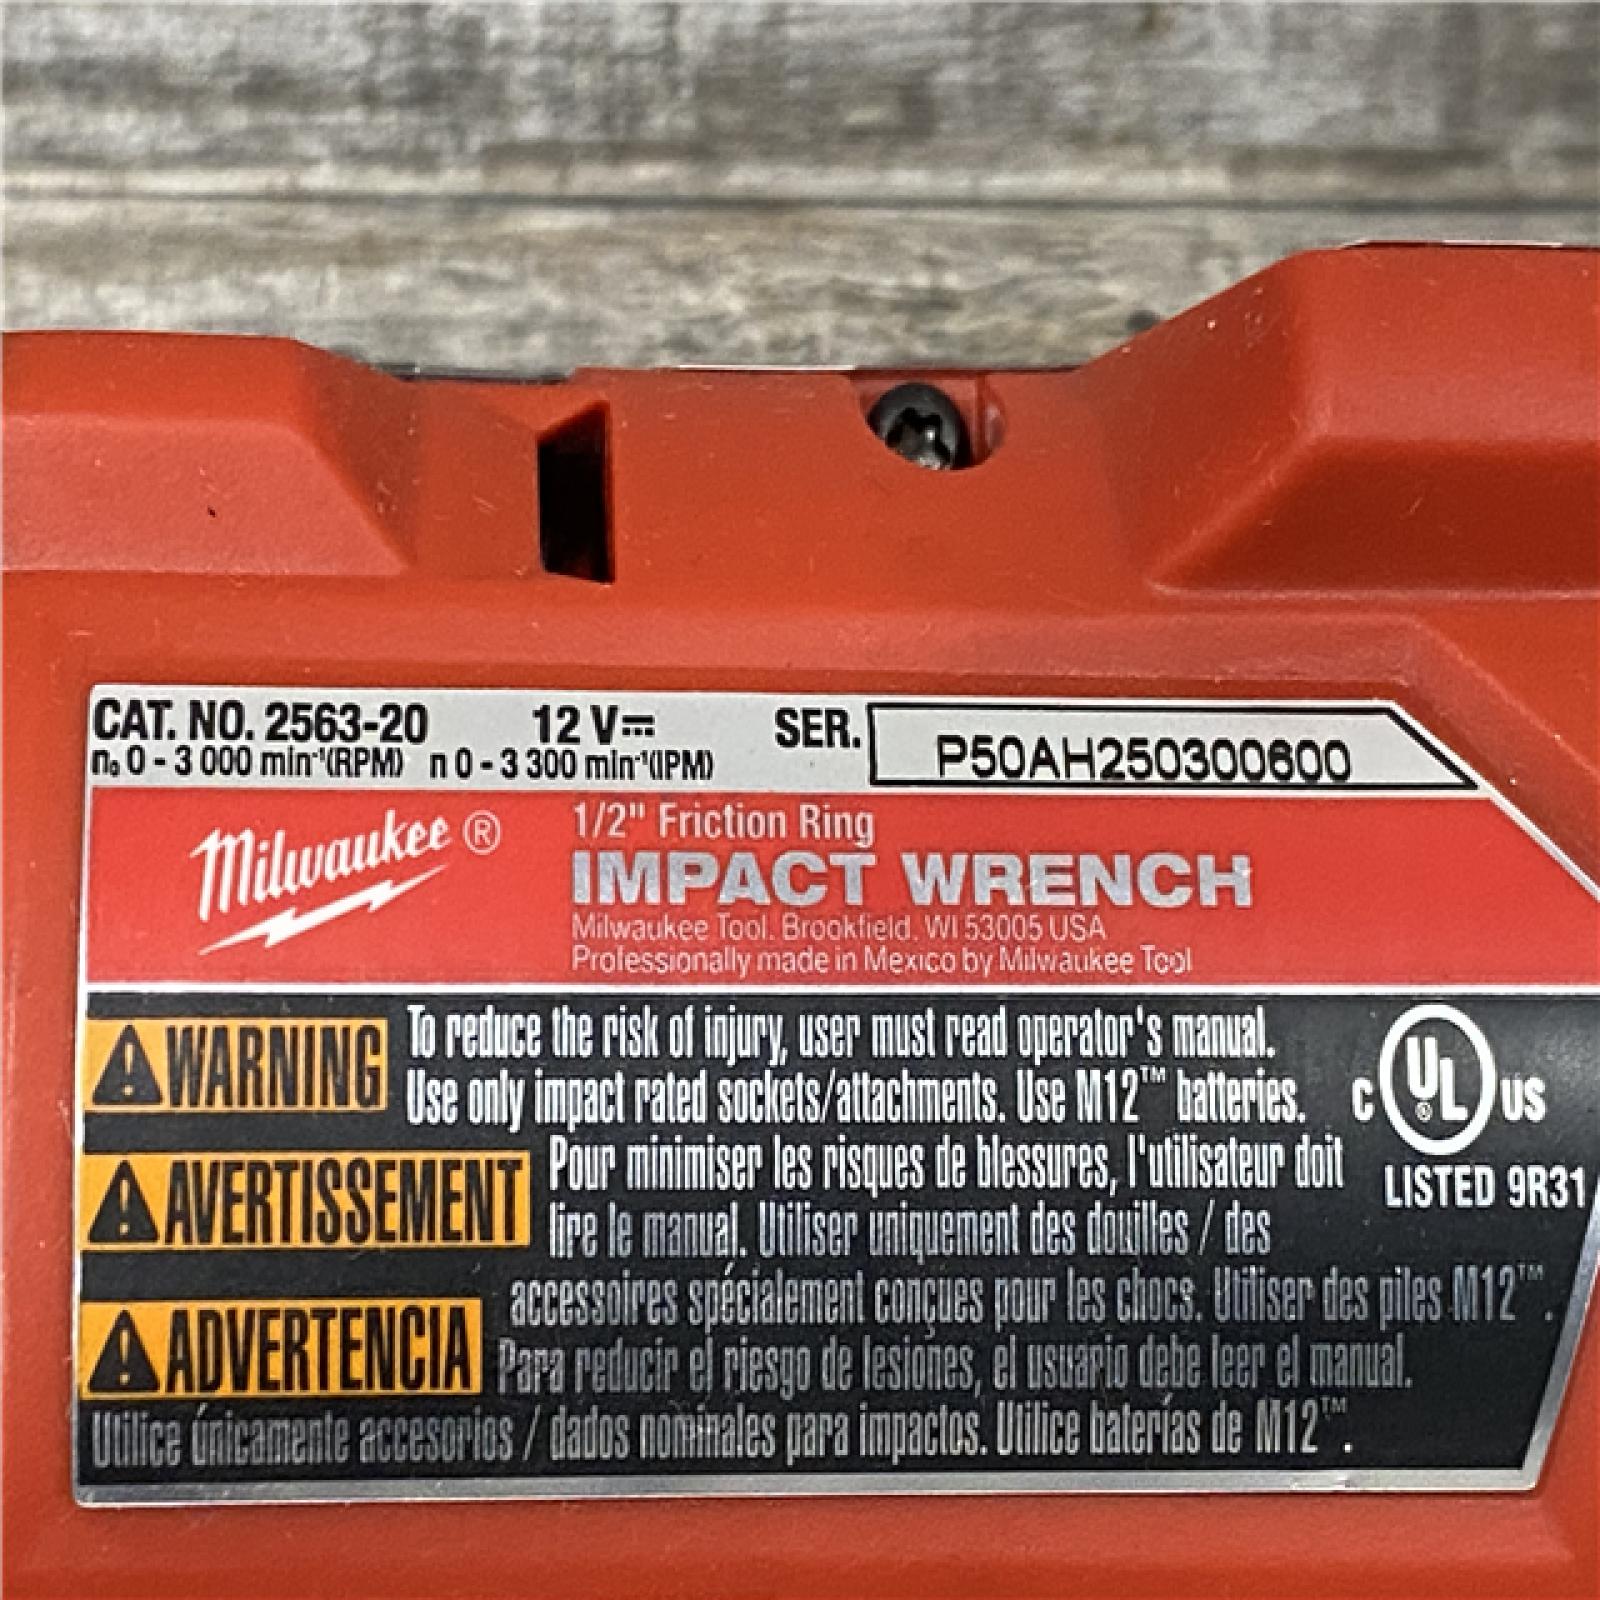 CAT. NO. 2563-20 12 V⎓ SER. P50AH250300600
n₀ 0 - 3 000 min⁻¹(RPM) n 0 - 3 300 min⁻¹(IPM)
Milwaukee®
1/2" Friction Ring
IMPACT WRENCH
Milwaukee Tool. Brookfield. WI 53005 USA
Professionally made in Mexico by Milwaukee Tool
WARNING To reduce the risk of injury, user must read operator's manual.
Use only impact rated sockets/attachments. Use M12™ batteries.
C UL® US
LISTED 9R31
AVERTISSEMENT Pour minimiser les risques de blessures, l'utilisateur doit
lire le manual. Utiliser uniquement des douilles / des
accessoires spécialement conçues pour les chocs. Utiliser des piles M12™.
ADVERTENCIA Para reducir el riesgo de lesiones, el usuario debe leer el manual.
Utilice únicamente accesorios / dados nominales para impactos. Utilice baterías de M12™.